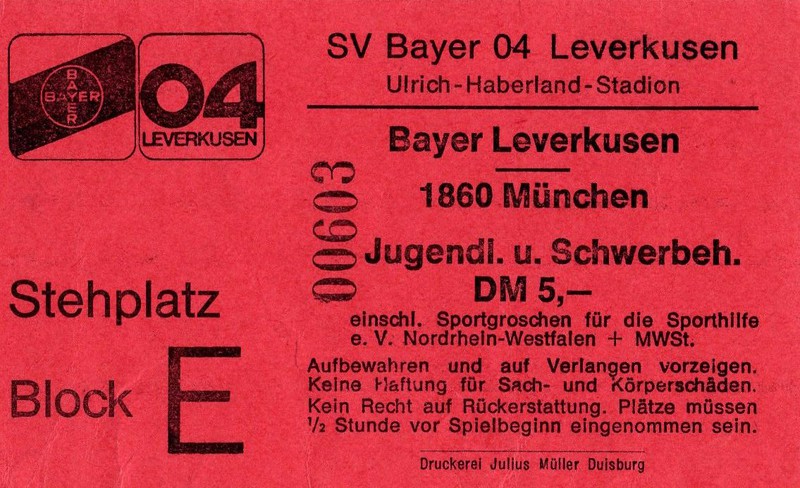 BAYER
BAYER
04
LEVERKUSEN
SV Bayer 04 Leverkusen
Ulrich-Haberland-Stadion
Bayer Leverkusen
1860 München
00603
Jugendl. u. Schwerbeh.
DM 5,—
einschl. Sportgroschen für die Sporthilfe
e. V. Nordrhein-Westfalen + MWSt.
Stehplatz
Block E
Aufbewahren und auf Verlangen vorzeigen.
Keine Haftung für Sach- und Körperschäden.
Kein Recht auf Rückerstattung. Plätze müssen
½ Stunde vor Spielbeginn eingenommen sein.
Druckerei Julius Müller Duisburg